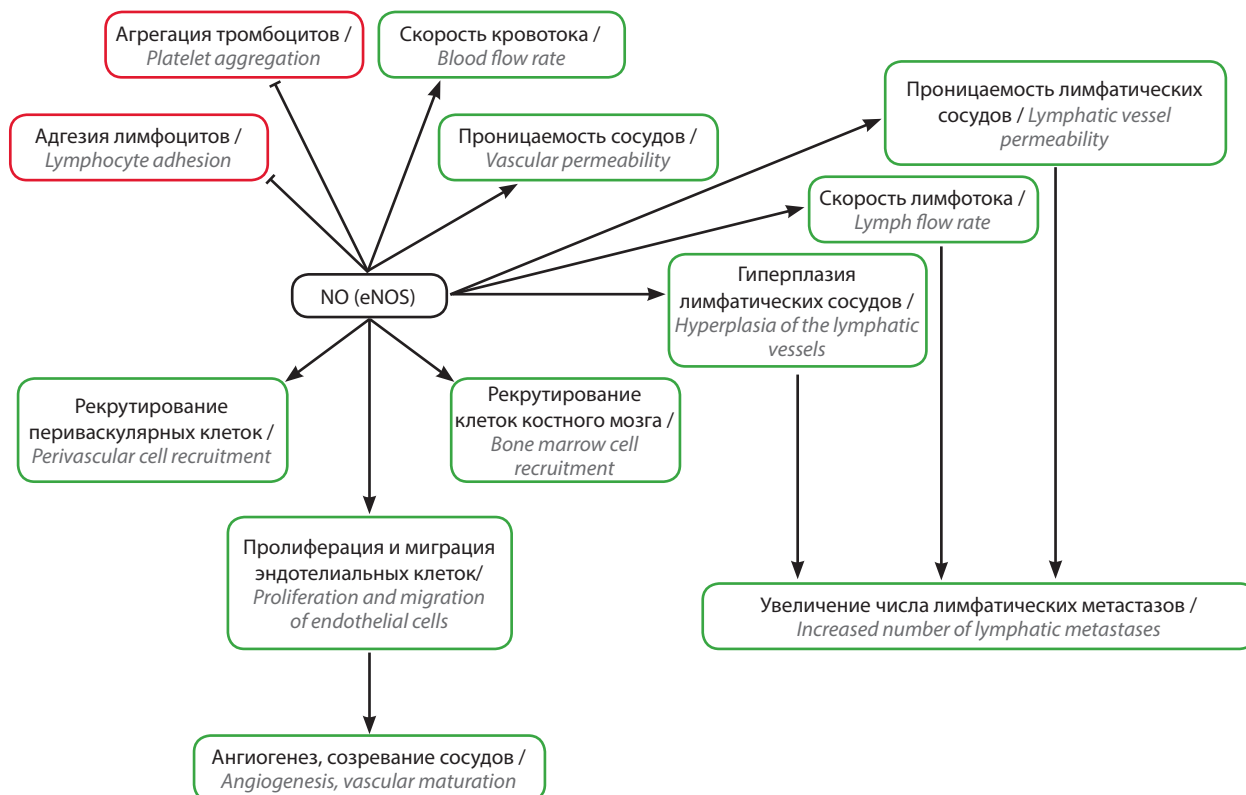 Агрегация тромбоцитов /
Platelet aggregation
Скорость кровотока /
Blood flow rate
Проницаемость лимфатических
сосудов / Lymphatic vessel
permeability
Адгезия лимфоцитов /
Lymphocyte adhesion
Проницаемость сосудов /
Vascular permeability
Скорость лимфотока /
Lymph flow rate
NO (eNOS)
Гиперплазия
лимфатических сосудов /
Hyperplasia of the lymphatic
vessels
Рекрутирование
периваскулярных клеток /
Perivascular cell recruitment
Рекрутирование
клеток костного мозга /
Bone marrow cell
recruitment
Пролиферация и миграция
эндотелиальных клеток/
Proliferation and migration
of endothelial cells
Увеличение числа лимфатических метастазов /
Increased number of lymphatic metastases
Ангиогенез, созревание сосудов /
Angiogenesis, vascular maturation